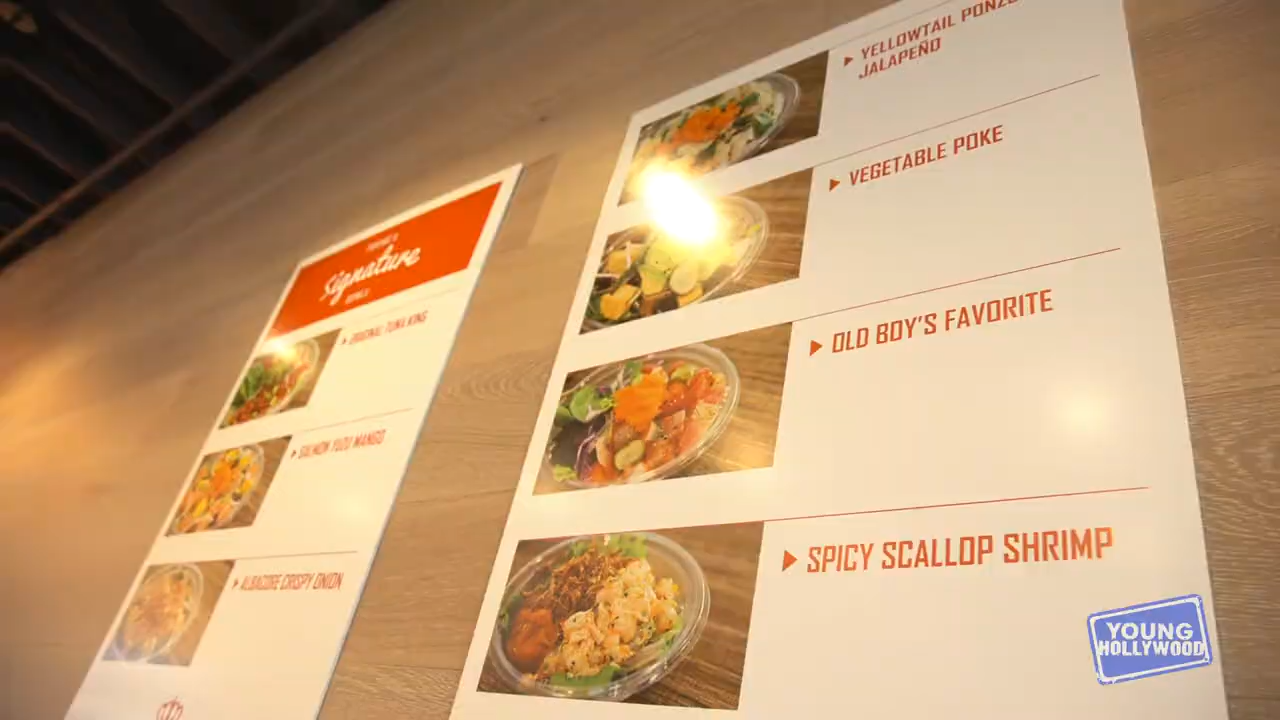 Signature
BOWLS
ORIGINAL TUNA KING
SALMON YUZU MANGO
ALBACORE CRISPY ONION
YELLOWTAIL PONZU
JALAPEÑO
VEGETABLE POKE
OLD BOY'S FAVORITE
SPICY SCALLOP SHRIMP
YOUNG
HOLLYWOOD